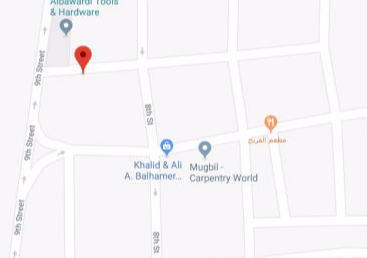 Albawardi Tools
& Hardware
9th Street
8th St
9th Street
مطعم الفرت
Khalid & Ali
A. Balhamer...
Mugbil -
Carpentry World
9th Street
8th St